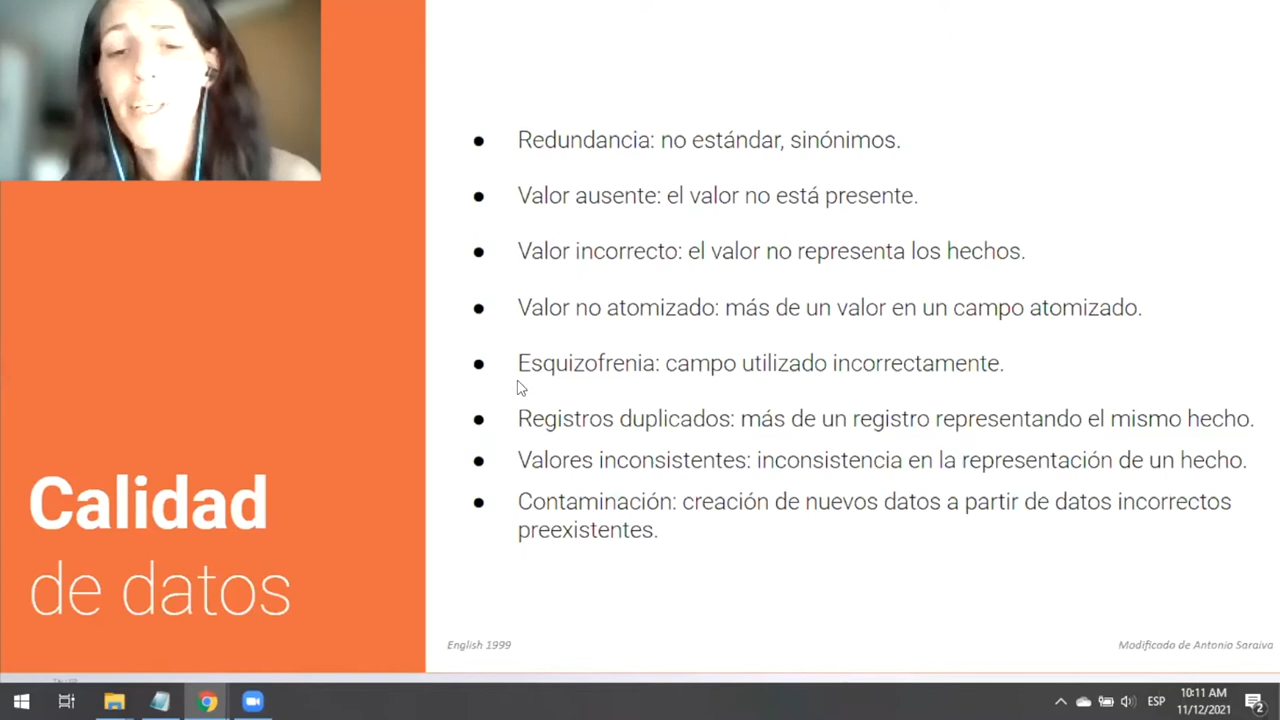 Redundancia: no estándar, sinónimos.
Valor ausente: el valor no está presente.
Valor incorrecto: el valor no representa los hechos.
Valor no atomizado: más de un valor en un campo atomizado.
Esquizofrenia: campo utilizado incorrectamente.
Registros duplicados: más de un registro representando el mismo hecho.
Valores inconsistentes: inconsistencia en la representación de un hecho.
Contaminación: creación de nuevos datos a partir de datos incorrectos
preexistentes.
Calidad
de datos
English 1999
Modificado de Antonio Saraiva
ESP
10:11 AM
11/12/2021
2